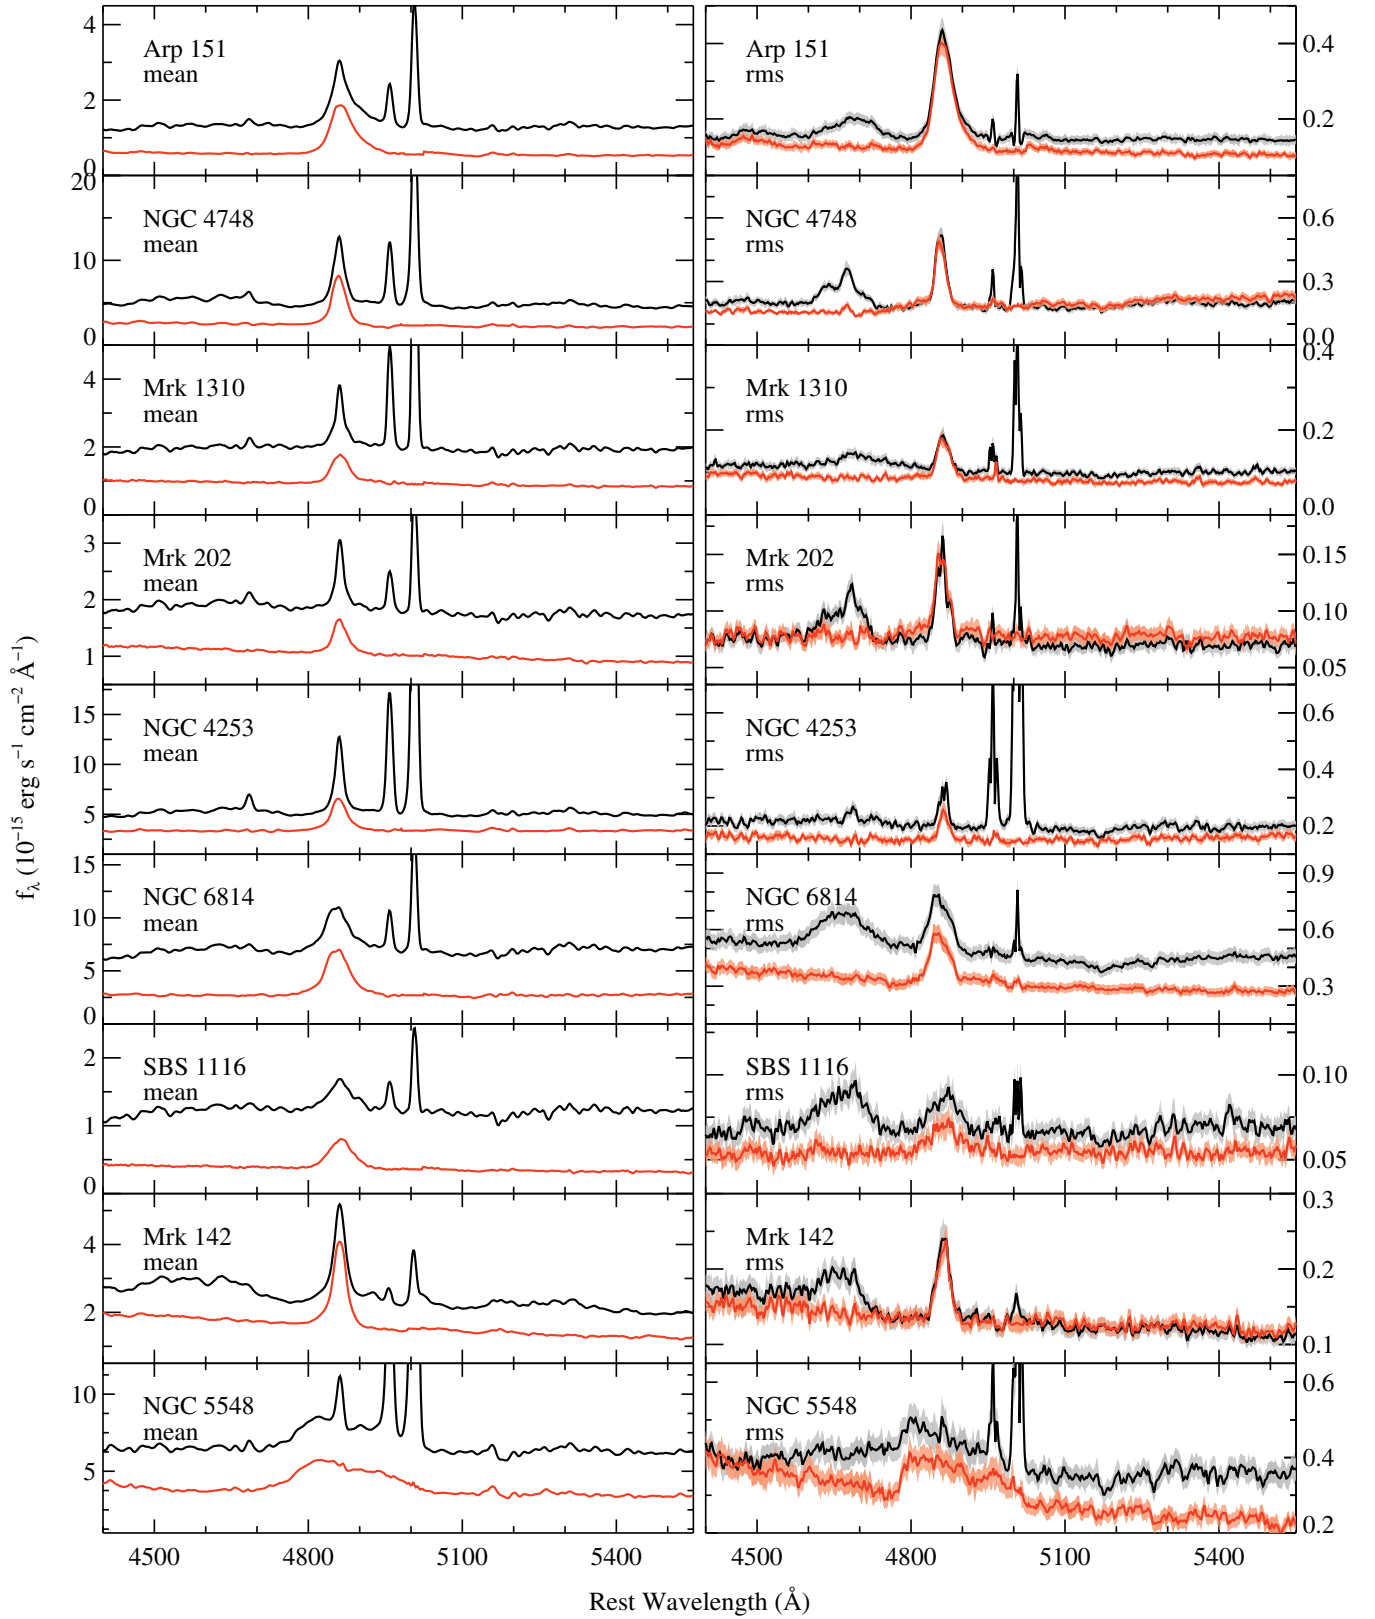 4
2
0
Arp 151
mean
Arp 151
rms
0.4
0.2
20
10
0
NGC 4748
mean
NGC 4748
rms
0.6
0.3
0.0
4
2
0
Mrk 1310
mean
Mrk 1310
rms
0.4
0.2
0.0
3
2
1
Mrk 202
mean
Mrk 202
rms
0.15
0.10
0.05
15
10
5
NGC 4253
mean
NGC 4253
rms
0.6
0.4
0.2
15
10
5
0
NGC 6814
mean
NGC 6814
rms
0.9
0.6
0.3
2
1
0
SBS 1116
mean
SBS 1116
rms
0.10
0.05
4
2
Mrk 142
mean
Mrk 142
rms
0.3
0.2
0.1
10
5
NGC 5548
mean
NGC 5548
rms
0.6
0.4
0.2
4500 4800 5100 5400
4500 4800 5100 5400
Rest Wavelength (Å)
fλ (10⁻¹⁵ erg s⁻¹ cm⁻² Å⁻¹)